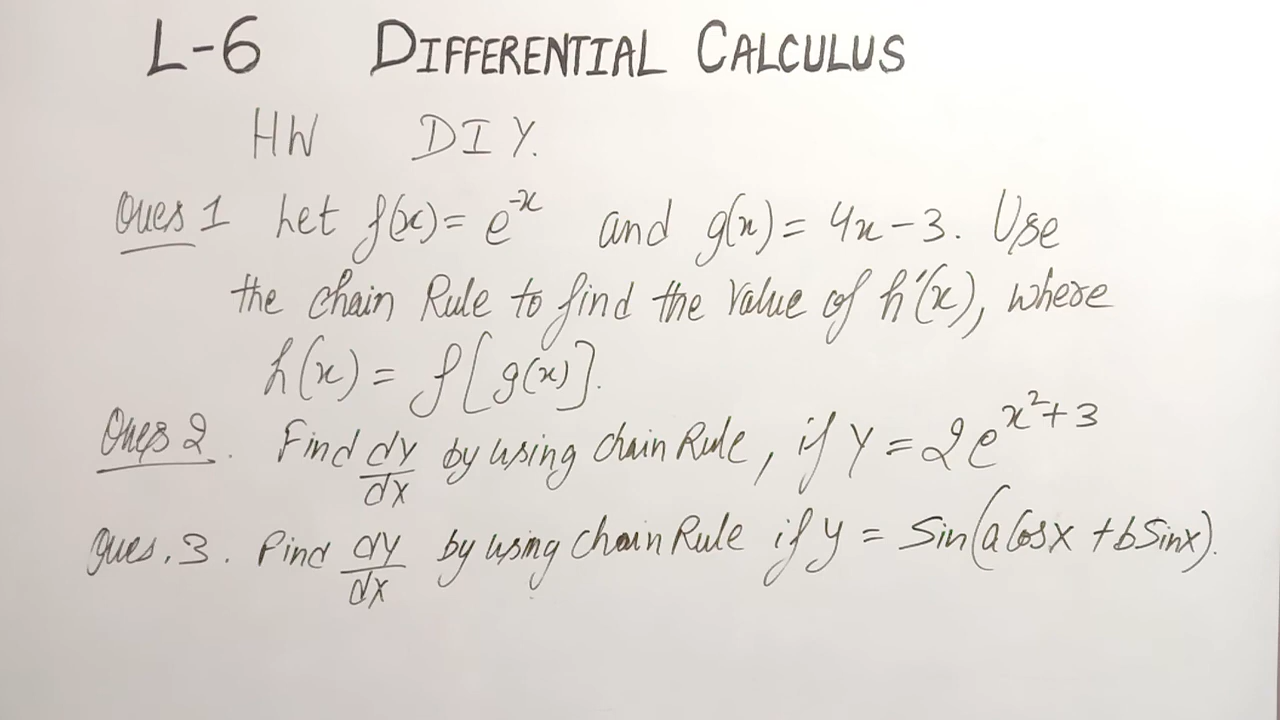 L-6 DIFFERENTIAL CALCULUS
HW DIY.
Ques 1 Let f(x) = e^-x and g(x) = 4x - 3. Use
the chain Rule to find the value of h'(x), where
h(x) = f[g(x)].
Ques 2. Find dy/dx by using chain Rule, if y = 2e^x²+3
Ques. 3. Find dy/dx by using chain Rule if y = Sin(a Cosx + b Sinx).